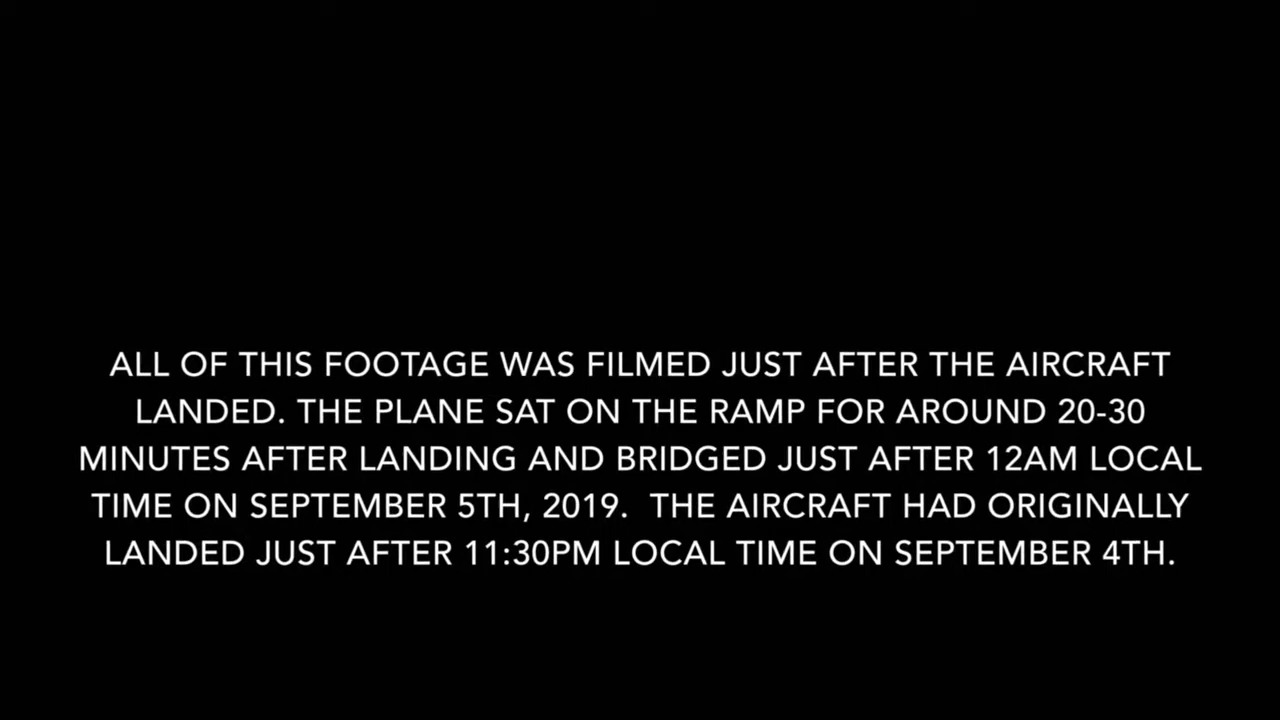 ALL OF THIS FOOTAGE WAS FILMED JUST AFTER THE AIRCRAFT
LANDED. THE PLANE SAT ON THE RAMP FOR AROUND 20-30
MINUTES AFTER LANDING AND BRIDGED JUST AFTER 12AM LOCAL
TIME ON SEPTEMBER 5TH, 2019.  THE AIRCRAFT HAD ORIGINALLY
LANDED JUST AFTER 11:30PM LOCAL TIME ON SEPTEMBER 4TH.